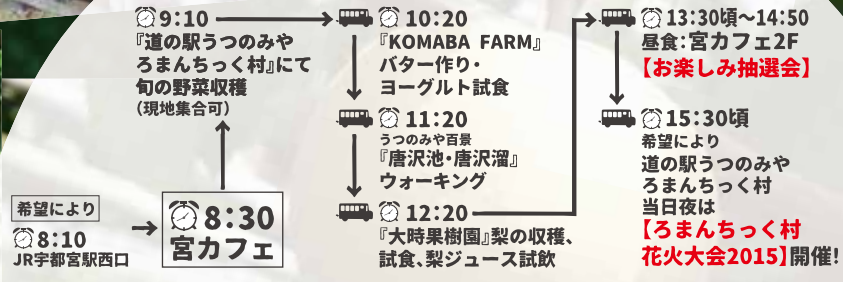 希望により
8:10
JR宇都宮駅西口
8:30
宮カフェ
9:10
『道の駅うつのみや
ろまんちっく村』にて
旬の野菜収穫
(現地集合可)
10:20
『KOMABA FARM』
バター作り・
ヨーグルト試食
11:20
うつのみや百景
『唐沢池・唐沢溜』
ウォーキング
12:20
『大時果樹園』梨の収穫、
試食、梨ジュース試飲
13:30頃〜14:50
昼食:宮カフェ2F
【お楽しみ抽選会】
15:30頃
希望により
道の駅うつのみや
ろまんちっく村
当日夜は
【ろまんちっく村
花火大会2015】開催!